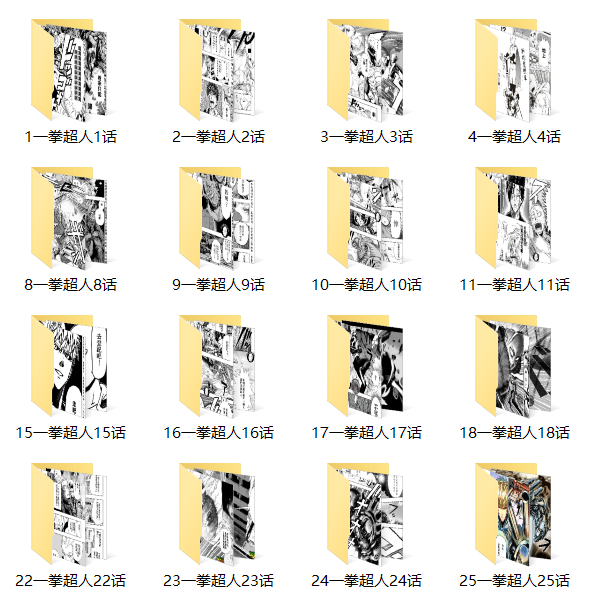 1一拳超人1话
2一拳超人2话
3一拳超人3话
4一拳超人4话
8一拳超人8话
9一拳超人9话
10一拳超人10话
11一拳超人11话
15一拳超人15话
16一拳超人16话
17一拳超人17话
18一拳超人18话
22一拳超人22话
23一拳超人23话
24一拳超人24话
25一拳超人25话